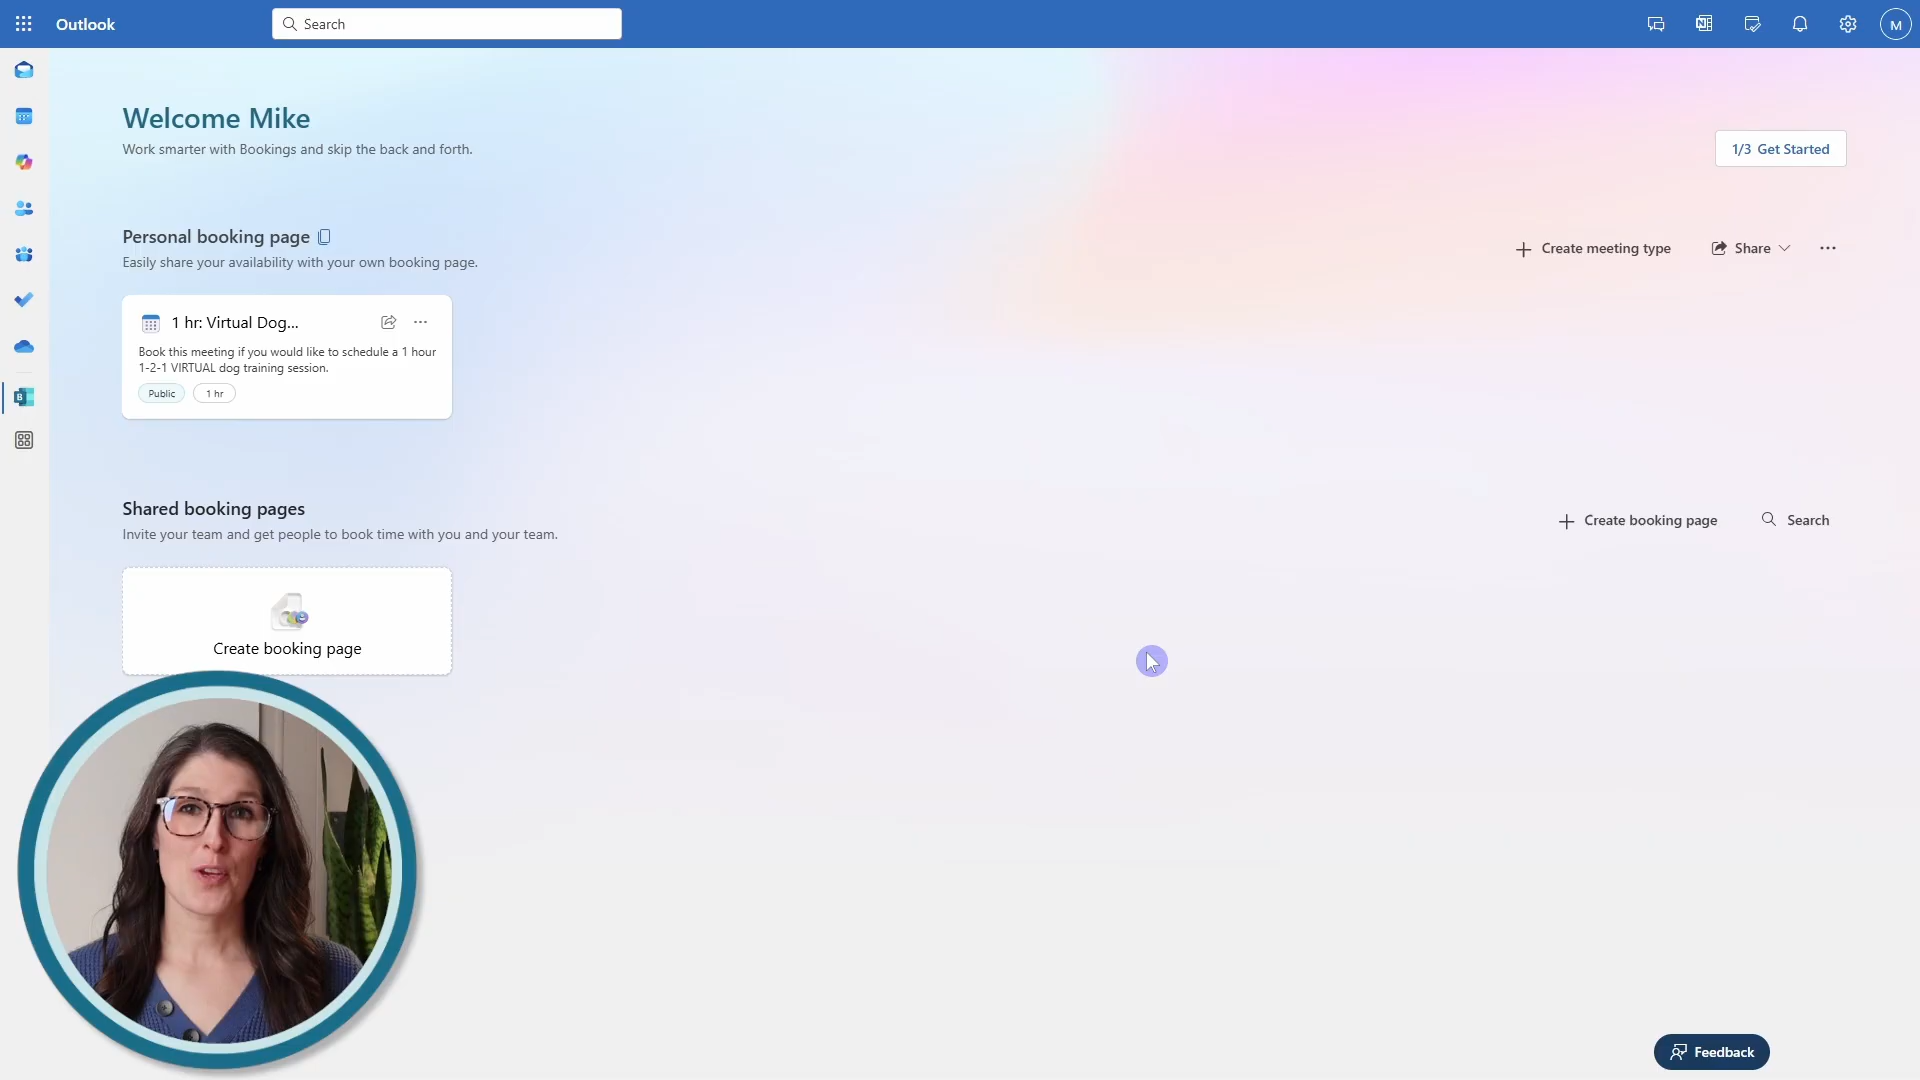 Outlook
Search
M
Welcome Mike
Work smarter with Bookings and skip the back and forth.
1/3 Get Started
Personal booking page
Easily share your availability with your own booking page.
Create meeting type
Share
1 hr: Virtual Dog...
Book this meeting if you would like to schedule a 1 hour
1-2-1 VIRTUAL dog training session.
Public
1 hr
Shared booking pages
Invite your team and get people to book time with you and your team.
Create booking page
Search
Create booking page
B
Feedback